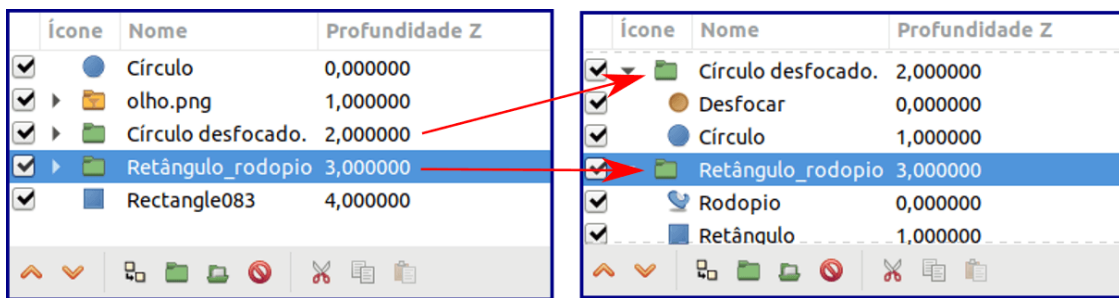 Ícone Nome Profundidade Z
Círculo 0,000000
olho.png 1,000000
Círculo desfocado. 2,000000
Retângulo_rodopio 3,000000
Rectangle083 4,000000
Ícone Nome Profundidade Z
Círculo desfocado. 2,000000
Desfocar 0,000000
Círculo 1,000000
Retângulo_rodopio 3,000000
Rodopio 0,000000
Retângulo 1,000000